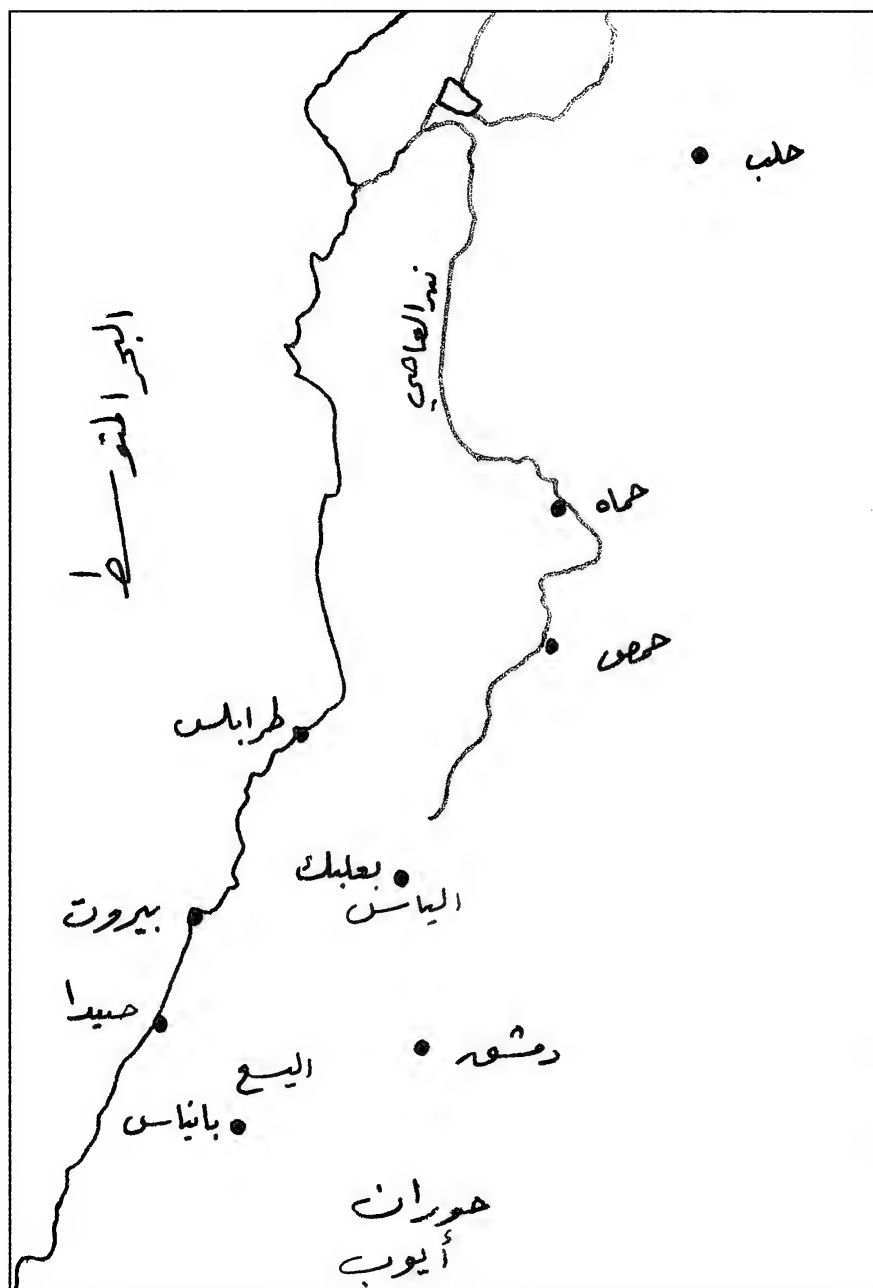 حلب
نهر العاصي
البحر المتوسط
حماه
حمص
طرابلس
بعلبك
الياس
بيروت
صيدا
دمشق
اليسع
بانياس
حوران
أيوب